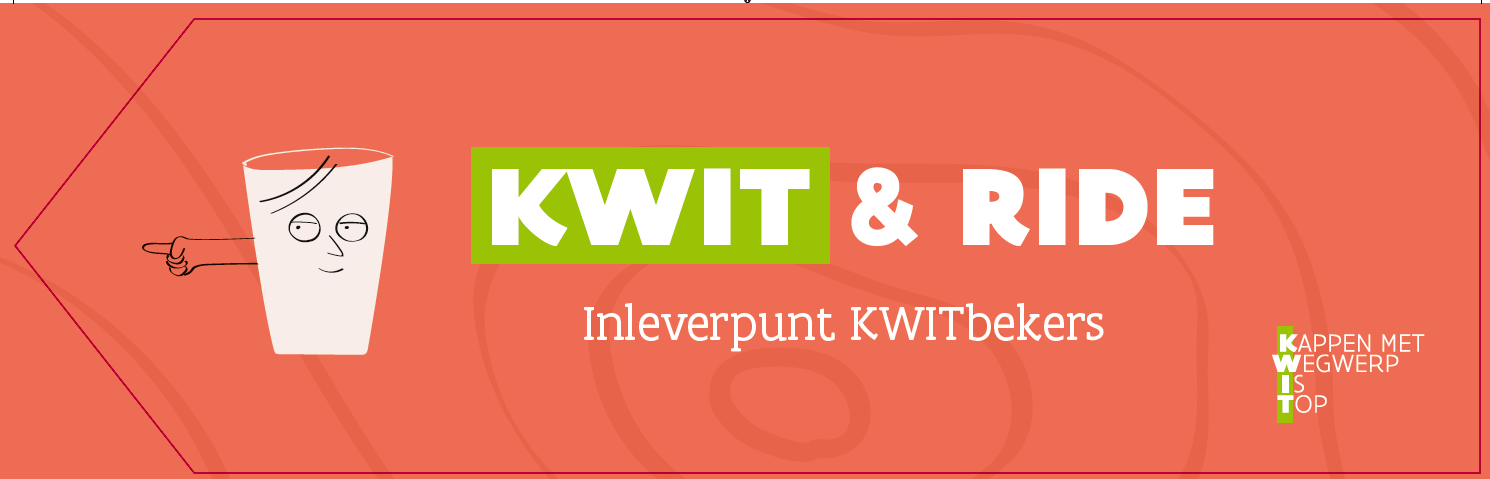 KWIT & RIDE
Inleverpunt KWITbekers
KAPPEN MET
WEGWERP
IS
TOP